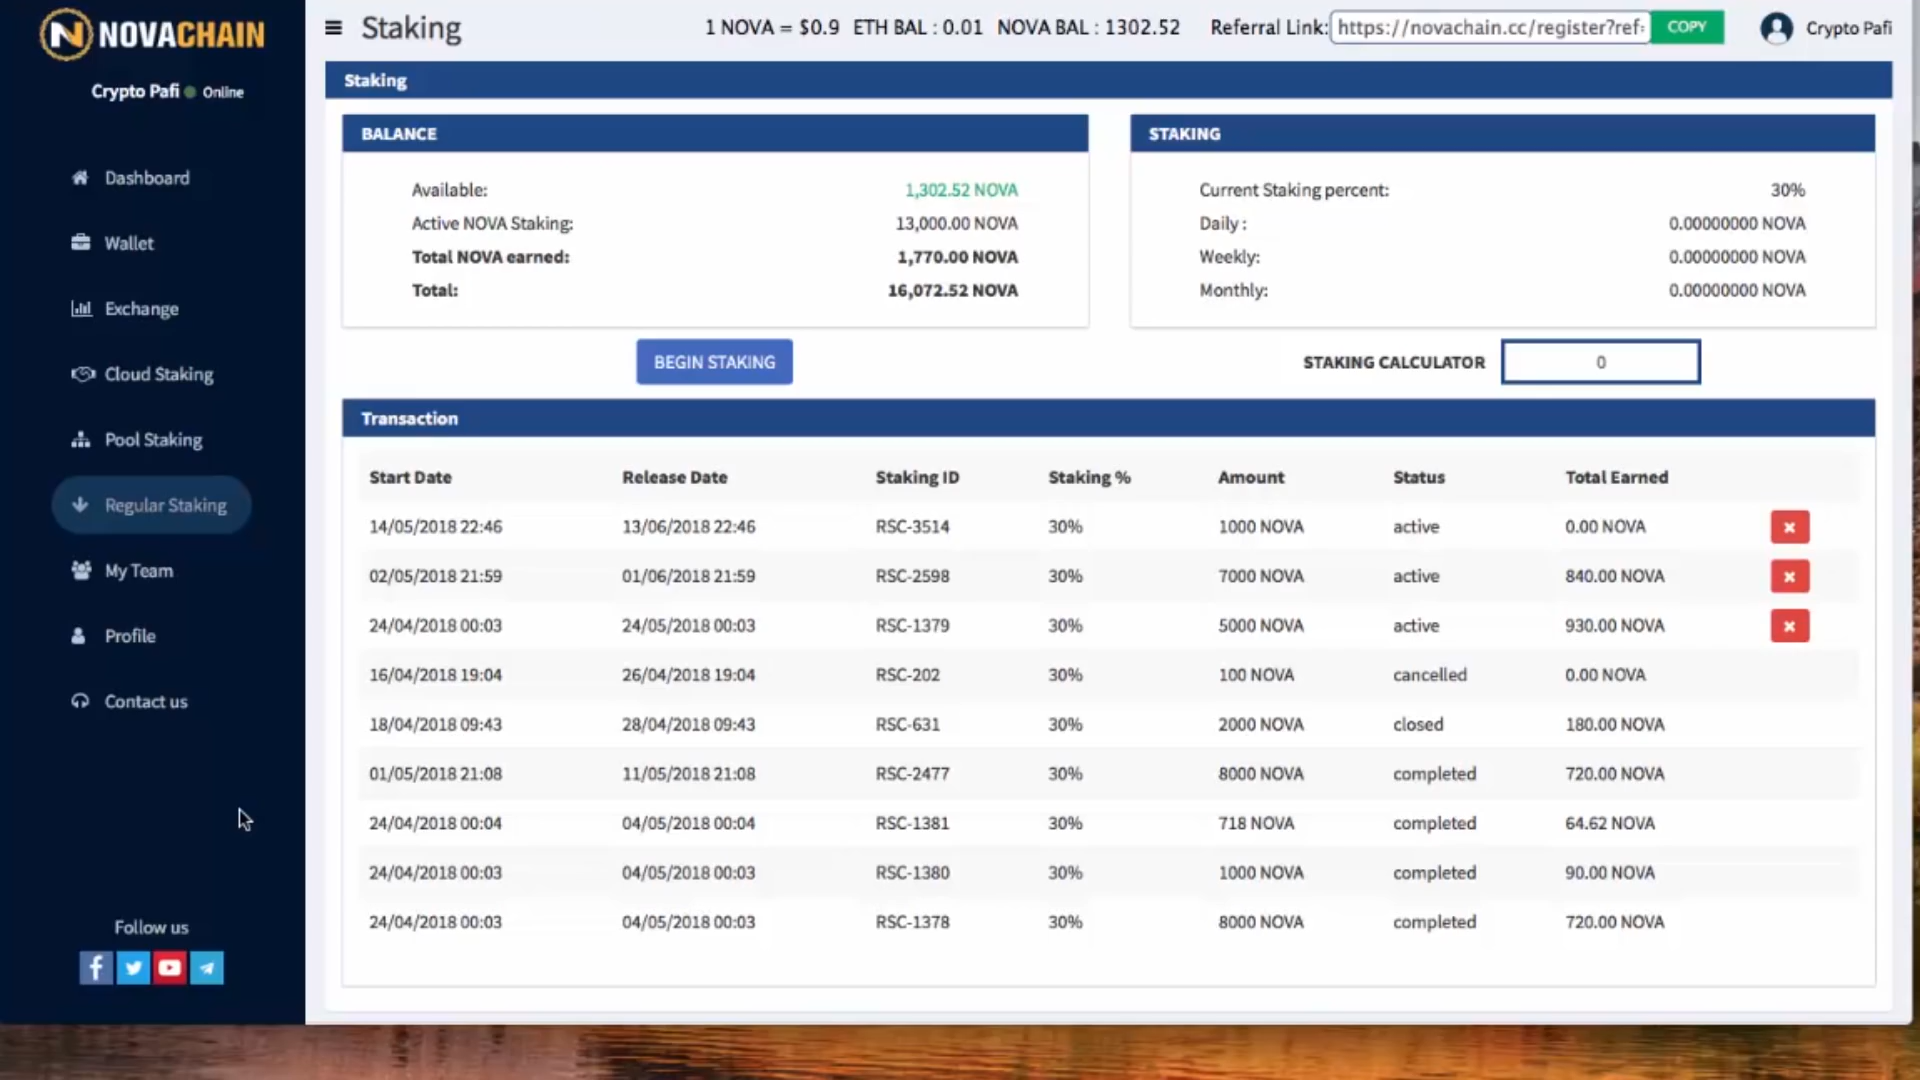 NOVACHAIN
Crypto Pafi Online
Dashboard
Wallet
Exchange
Cloud Staking
Pool Staking
Regular Staking
My Team
Profile
Contact us
Follow us
Staking 1 NOVA = $0.9 ETH BAL : 0.01 NOVA BAL : 1302.52 Referral Link: https://novachain.cc/register?ref= COPY Crypto Pafi
Staking
BALANCE
Available: 1,302.52 NOVA
Active NOVA Staking: 13,000.00 NOVA
Total NOVA earned: 1,770.00 NOVA
Total: 16,072.52 NOVA
BEGIN STAKING
STAKING
Current Staking percent: 30%
Daily : 0.00000000 NOVA
Weekly: 0.00000000 NOVA
Monthly: 0.00000000 NOVA
STAKING CALCULATOR 0
Transaction
Start Date Release Date Staking ID Staking % Amount Status Total Earned
14/05/2018 22:46 13/06/2018 22:46 RSC-3514 30% 1000 NOVA active 0.00 NOVA
02/05/2018 21:59 01/06/2018 21:59 RSC-2598 30% 7000 NOVA active 840.00 NOVA
24/04/2018 00:03 24/05/2018 00:03 RSC-1379 30% 5000 NOVA active 930.00 NOVA
16/04/2018 19:04 26/04/2018 19:04 RSC-202 30% 100 NOVA cancelled 0.00 NOVA
18/04/2018 09:43 28/04/2018 09:43 RSC-631 30% 2000 NOVA closed 180.00 NOVA
01/05/2018 21:08 11/05/2018 21:08 RSC-2477 30% 8000 NOVA completed 720.00 NOVA
24/04/2018 00:04 04/05/2018 00:04 RSC-1381 30% 718 NOVA completed 64.62 NOVA
24/04/2018 00:03 04/05/2018 00:03 RSC-1380 30% 1000 NOVA completed 90.00 NOVA
24/04/2018 00:03 04/05/2018 00:03 RSC-1378 30% 8000 NOVA completed 720.00 NOVA